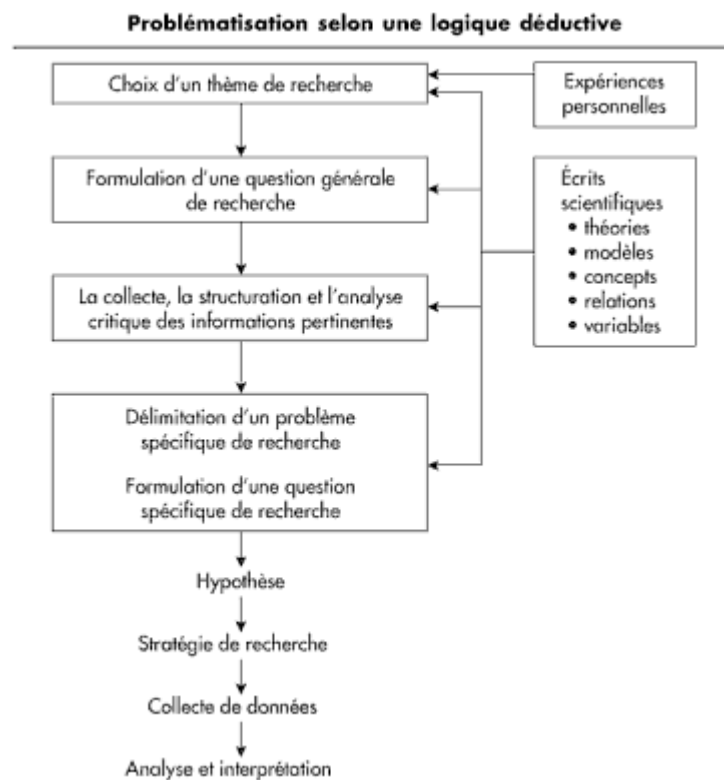 Problématisation selon une logique déductive
Choix d'un thème de recherche
Expériences
personnelles
Formulation d'une question générale
de recherche
Écrits
scientifiques
• théories
• modèles
• concepts
• relations
• variables
La collecte, la structuration et l'analyse
critique des informations pertinentes
Délimitation d'un problème
spécifique de recherche
Formulation d'une question
spécifique de recherche
Hypothèse
Stratégie de recherche
Collecte de données
Analyse et interprétation